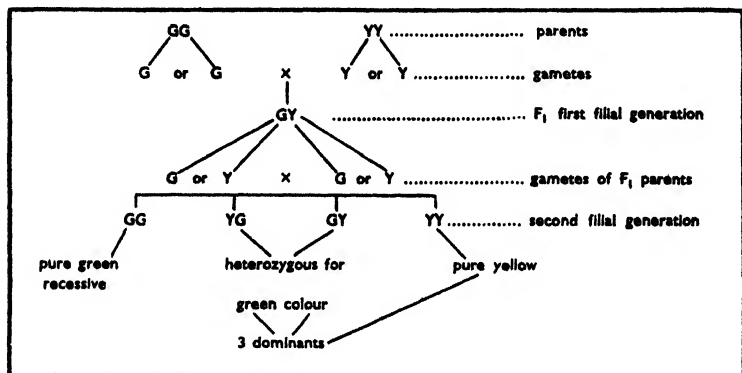 GG YY ........ parents
G or G X Y or Y ................ gametes
GY .................... F₁ first filial generation
G or Y X G or Y ................ gametes of F₁ parents
GG YG GY YY ............ second filial generation
pure green heterozygous for pure yellow
recessive
green colour
3 dominants